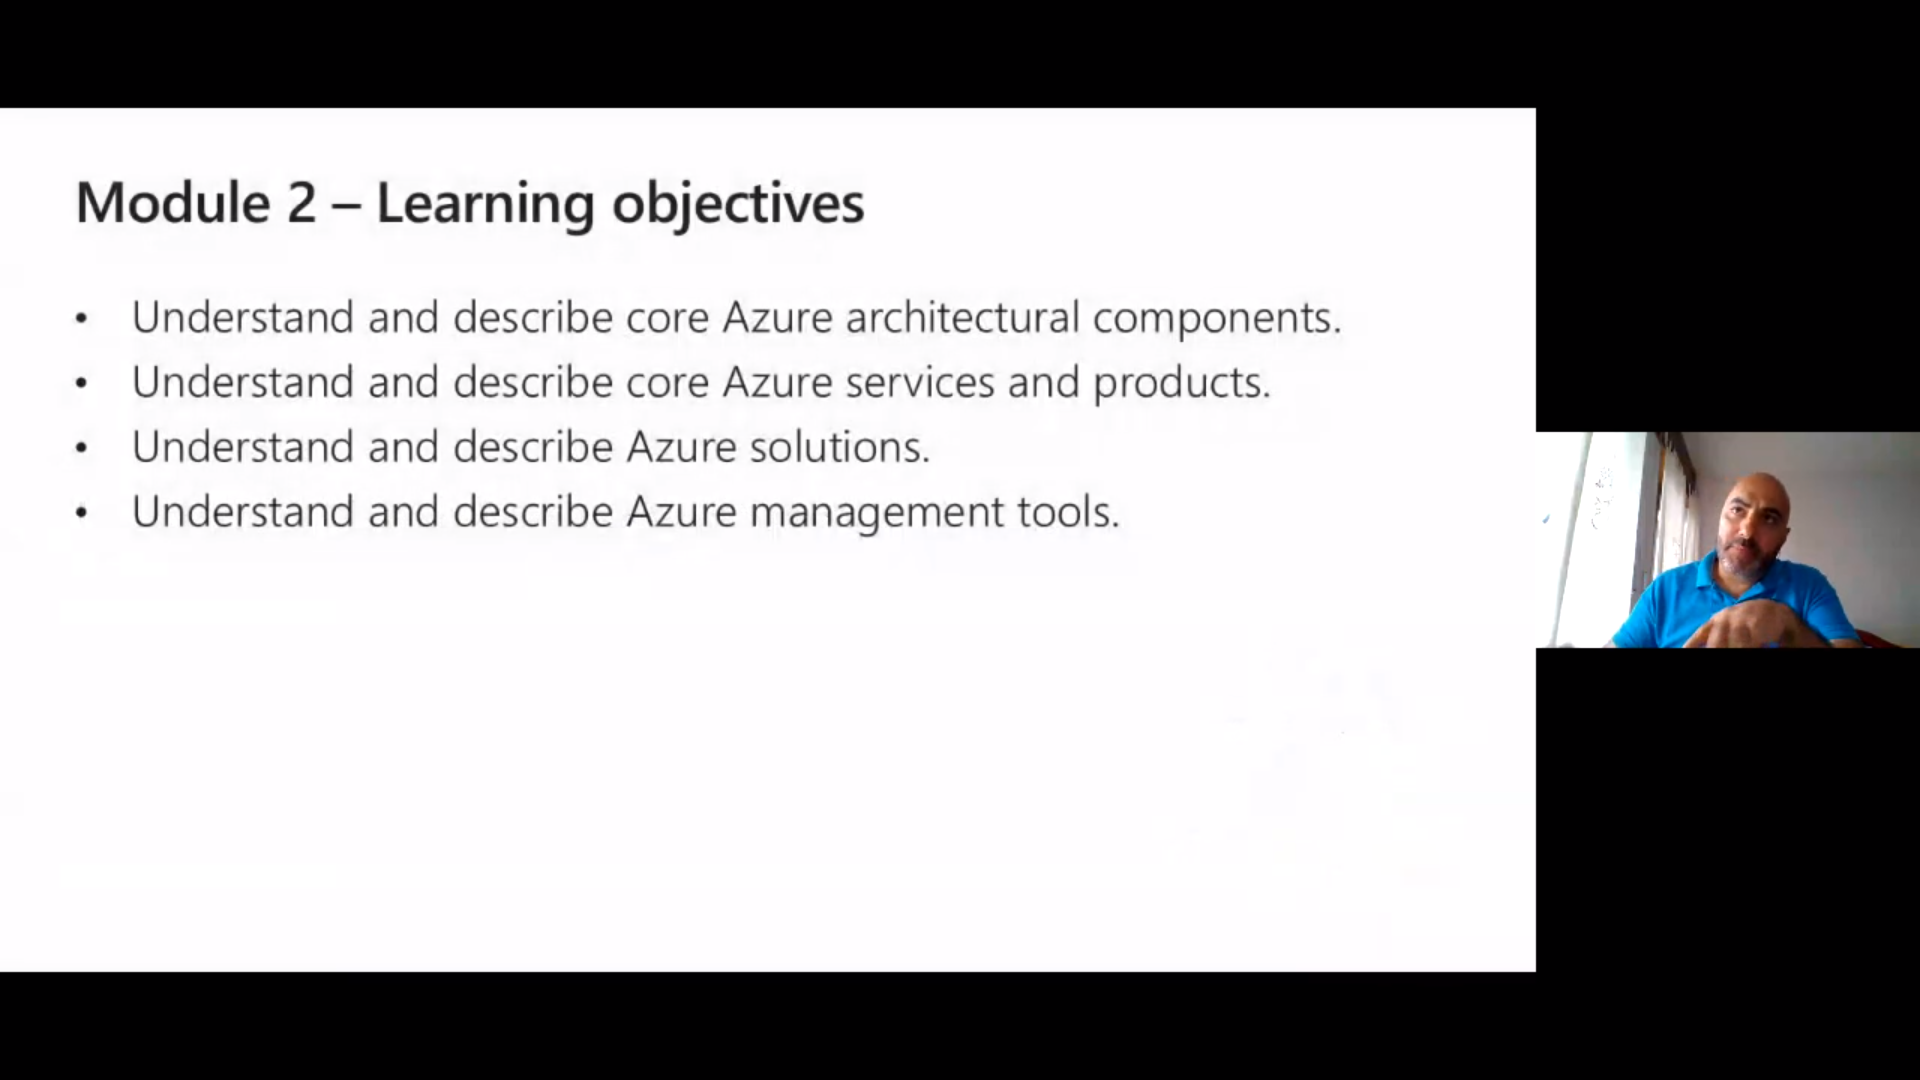 Module 2 – Learning objectives
• Understand and describe core Azure architectural components.
• Understand and describe core Azure services and products.
• Understand and describe Azure solutions.
• Understand and describe Azure management tools.